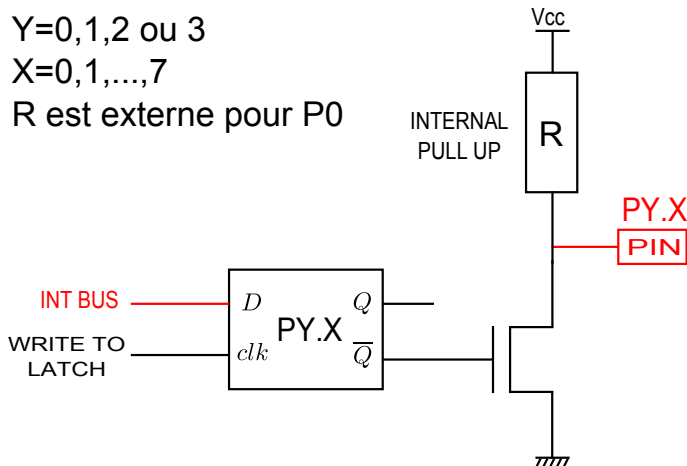 Y=0,1,2 ou 3
X=0,1,...,7
R est externe pour P0
Vcc
INTERNAL
PULL UP
R
PY.X
PIN
INT BUS
D
Q
PY.X
WRITE TO
LATCH
clk
Q̅